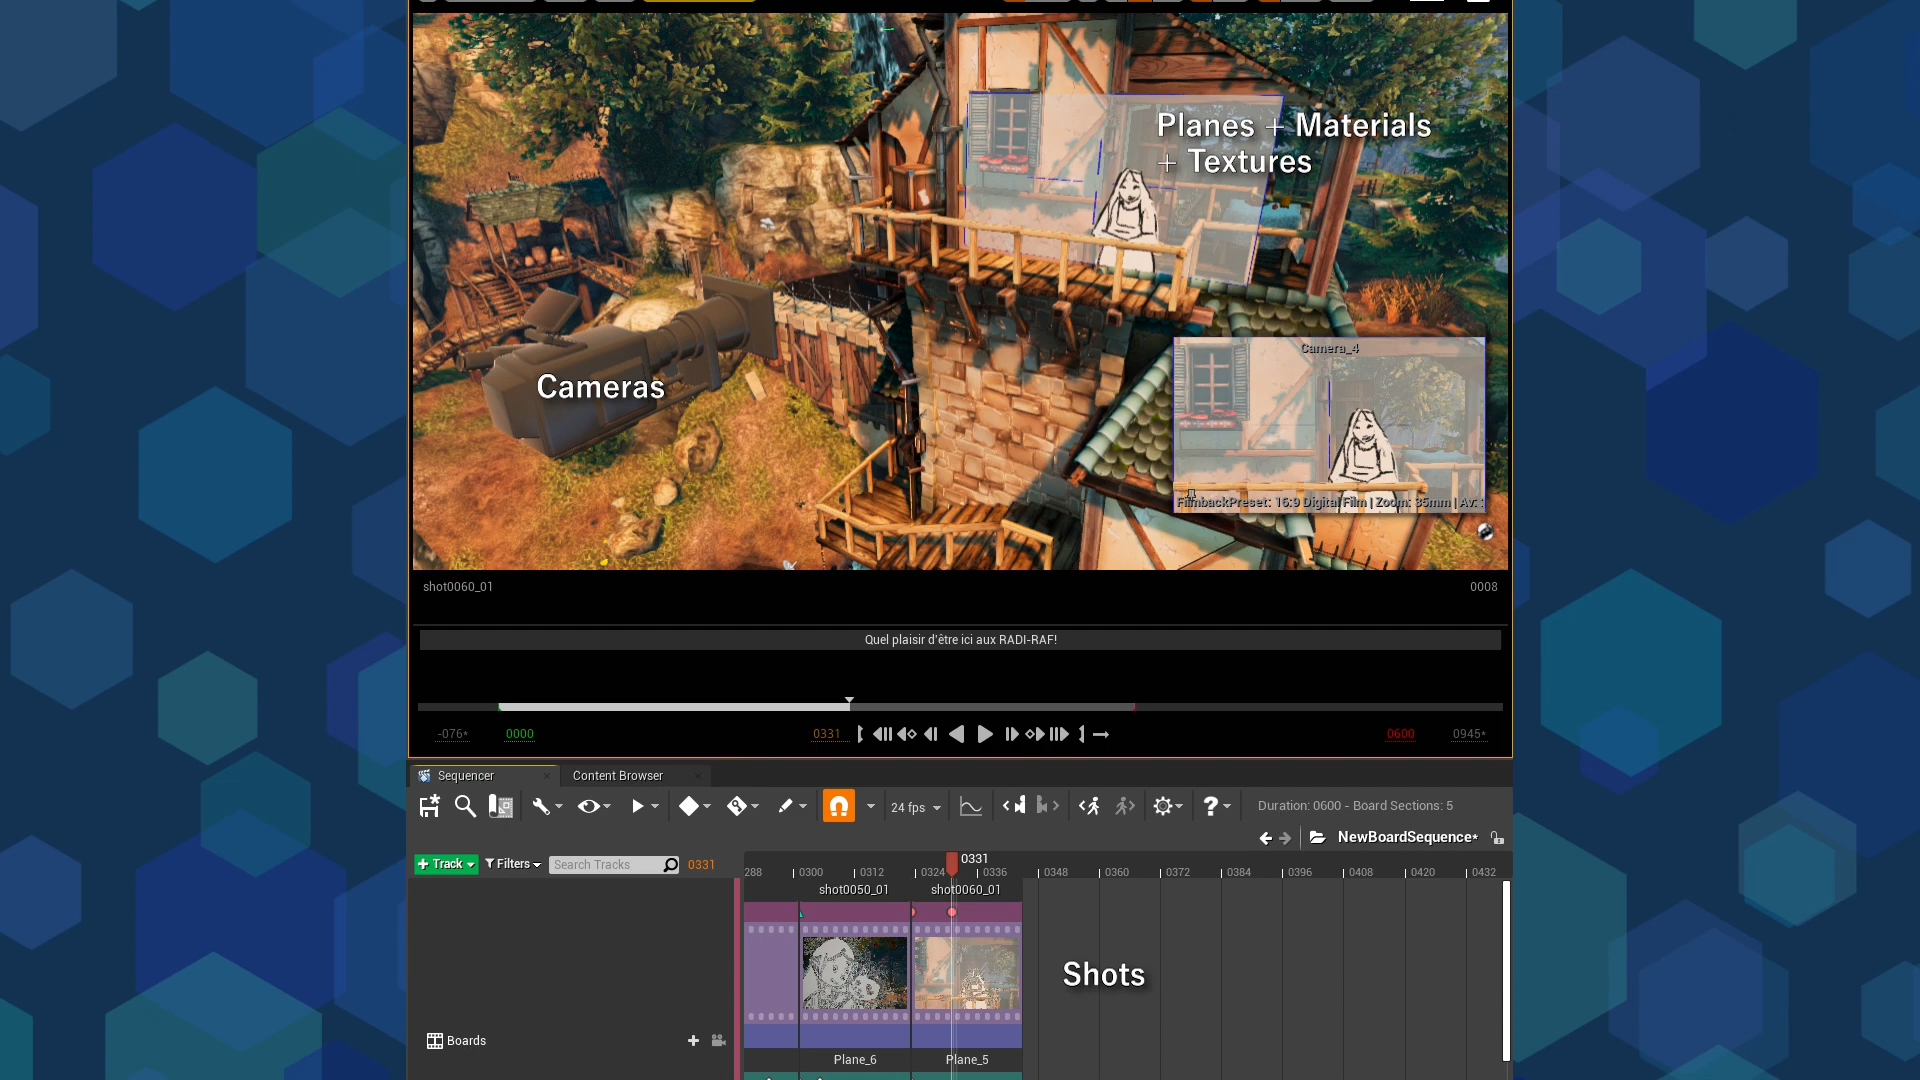 Planes + Materials
+ Textures
Cameras
Camera_4
FilmbackPreset: 16:9 Digital Film | Zoom: 35mm | Av:
shot0060_01
0008
Quel plaisir d'être ici aux RADI-RAF!
-076*
0000
0331
0600
0945*
Sequencer
Content Browser
24 fps
Duration: 0600 - Board Sections: 5
NewBoardSequence*
+ Track
Filters
Search Tracks
0331
0331
288 0300 0312 0324 0336 0348 0360 0372 0384 0396 0408 0420 0432
shot0050_01
shot0060_01
Shots
Boards
Plane_6
Plane_5